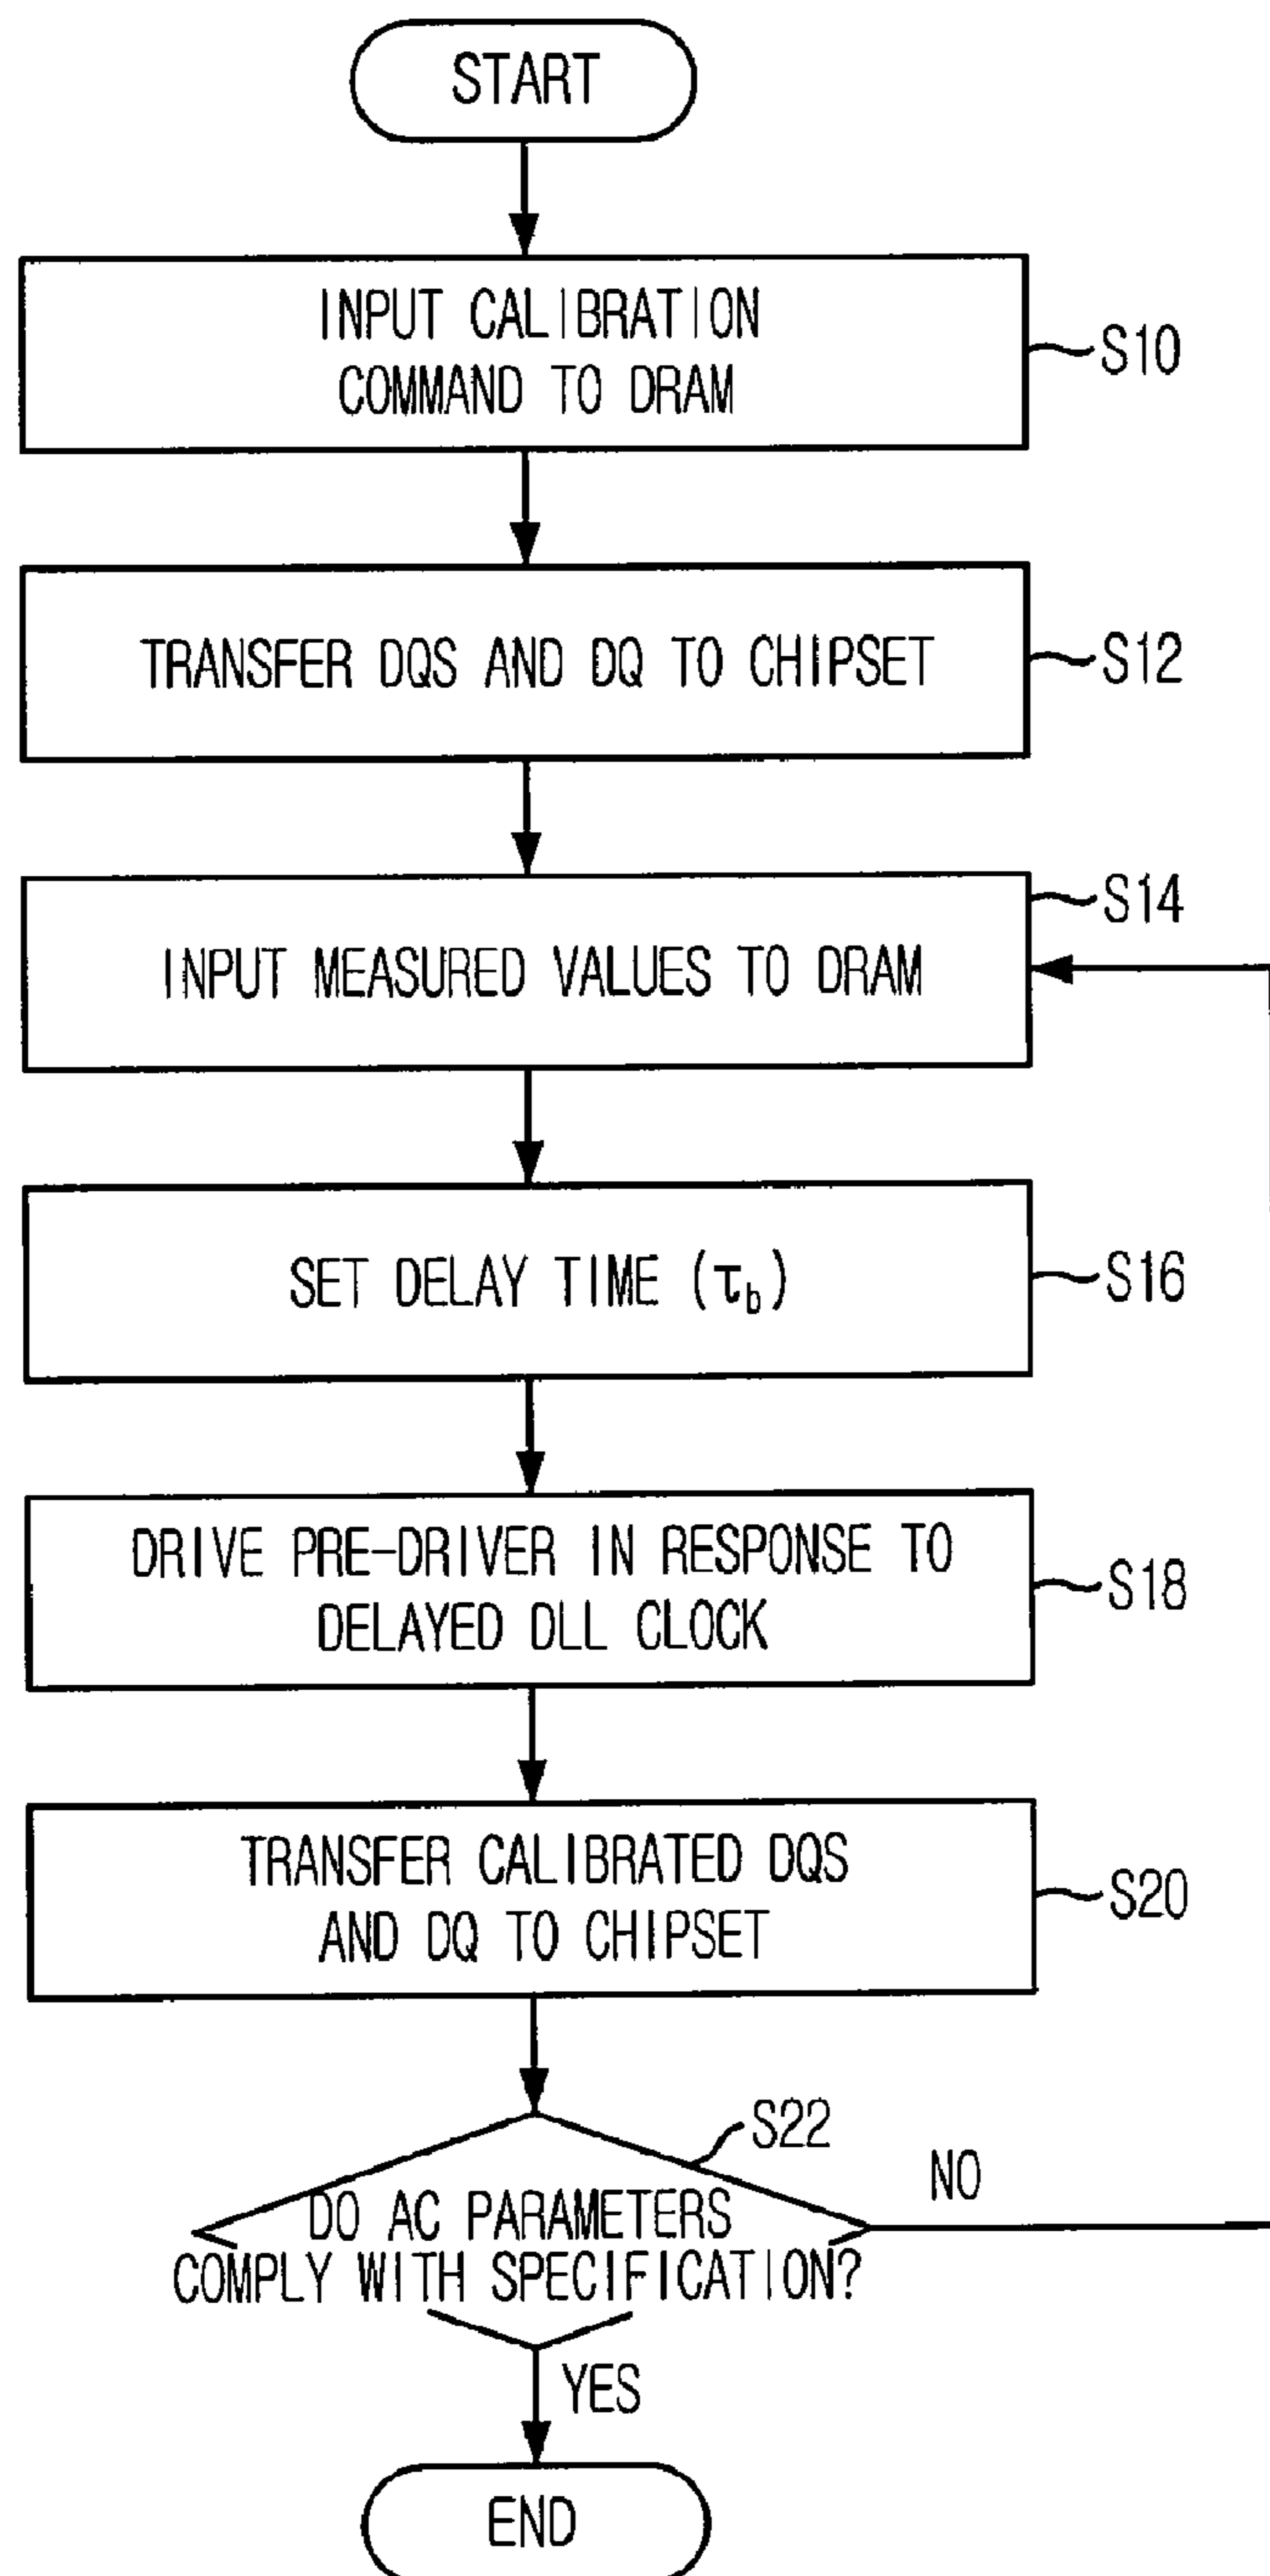 START
INPUT CALIBRATION
COMMAND TO DRAM
S10
TRANSFER DQS AND DQ TO CHIPSET
S12
S14
INPUT MEASURED VALUES TO DRAM
SET DELAY TIME (τb)
S16
DRIVE PRE-DRIVER IN RESPONSE TO
DELAYED DLL CLOCK
S18
TRANSFER CALIBRATED DQS
AND DQ TO CHIPSET
S20
S22
NO
DO AC PARAMETERS
COMPLY WITH SPECIFICATION?
YES
END